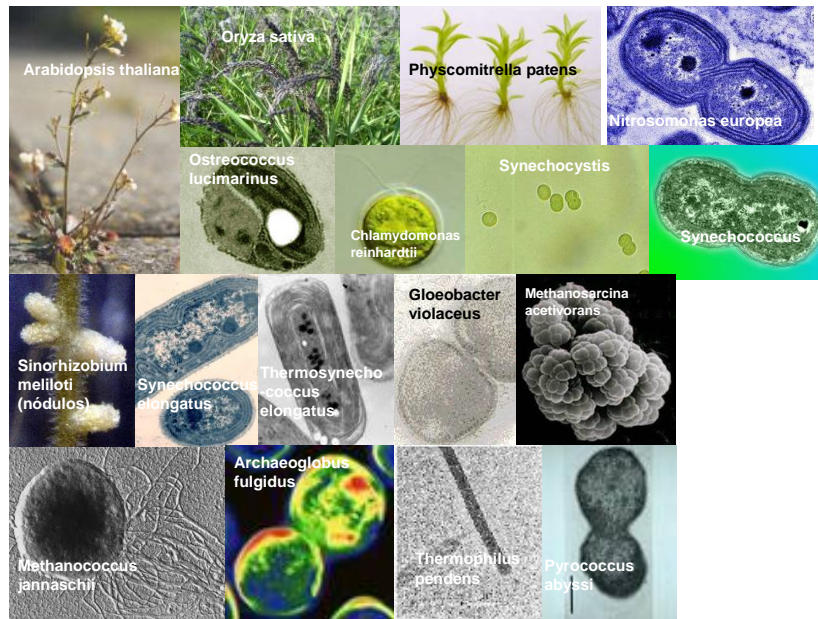 Arabidopsis thaliana
Oryza sativa
Physcomitrella patens
Nitrosomonas europea
Ostreococcus
lucimarinus
Chlamydomonas
reinhardtii
Synechocystis
Synechococcus
Sinorhizobium
meliloti
(nódulos)
Synechococcus
elongatus
Thermosynecho
-coccus
elongatus
Gloeobacter
violaceus
Methanosarcina
acetivorans
Methanococcus
jannaschii
Archaeoglobus
fulgidus
Thermophilus
pendens
Pyrococcus
abyssi